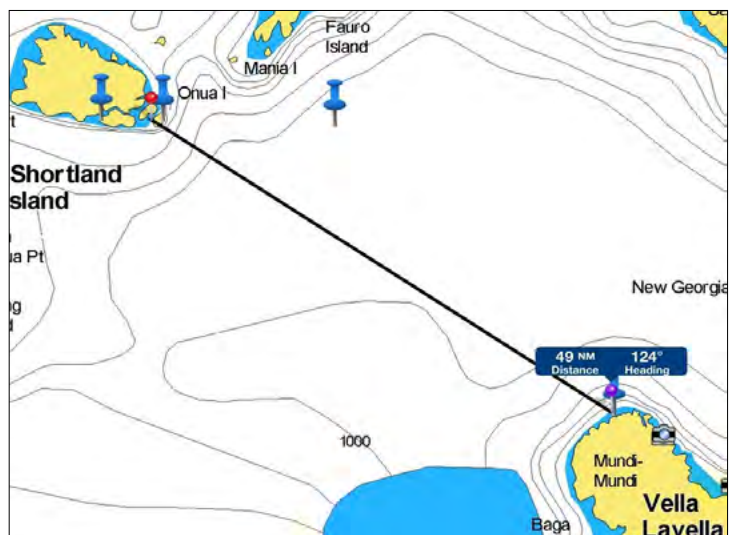 Fauro
Island
Mania I
Onua I
Shortland
sland
ua Pt
New Georgia
49 NM 124°
Distance Heading
1000
Mundi-
Mundi
Vella
Lavella
Baga